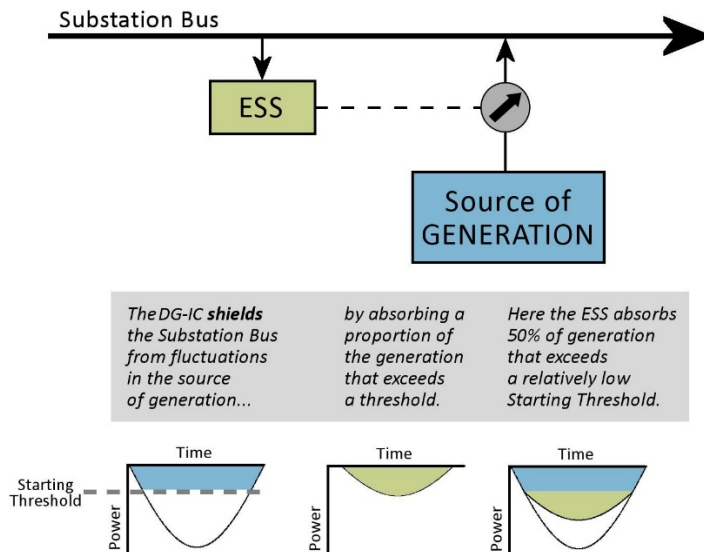 Substation Bus
ESS
Source of
GENERATION
The DG-IC shields
the Substation Bus
from fluctuations
in the source
of generation...
by absorbing a
proportion of
the generation
that exceeds
a threshold.
Here the ESS absorbs
50% of generation
that exceeds
a relatively low
Starting Threshold.
Time
Starting
Threshold
Power
Time
Power
Time
Power